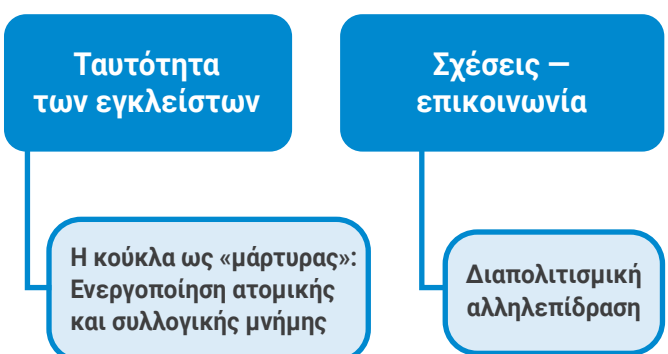 Ταυτότητα
των εγκλείστων
Σχέσεις —
επικοινωνία
Η κούκλα ως «μάρτυρας»:
Ενεργοποίηση ατομικής
και συλλογικής μνήμης
Διαπολιτισμική
αλληλεπίδραση